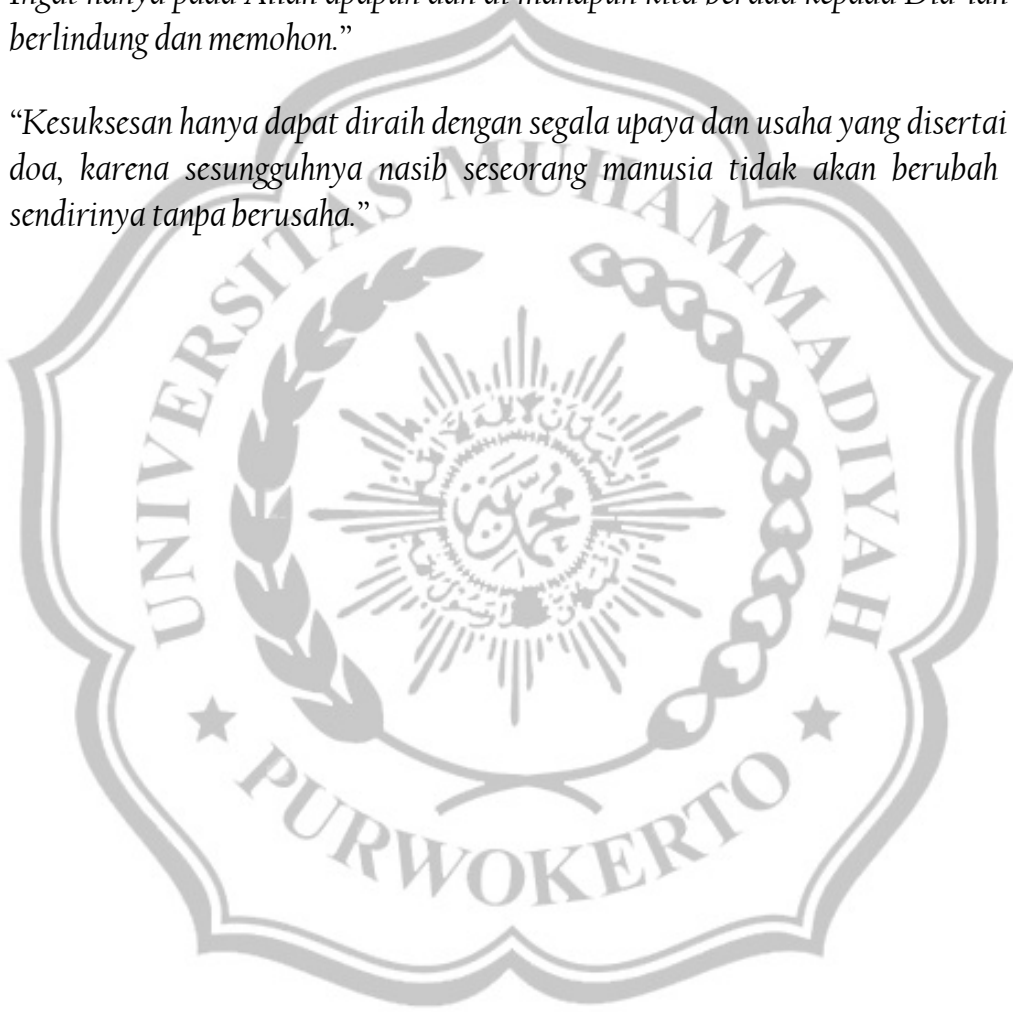 Ingat hanya pada Allah apapun dan di manapun kita berada kepada Dia-lah
berlindung dan memohon.”
“Kesuksesan hanya dapat diraih dengan segala upaya dan usaha yang disertai
doa, karena sesungguhnya nasib seseorang manusia tidak akan berubah
sendirinya tanpa berusaha.”
UNIVERSITAS MUHAMMADIYAH
محمد
PURWOKERTO